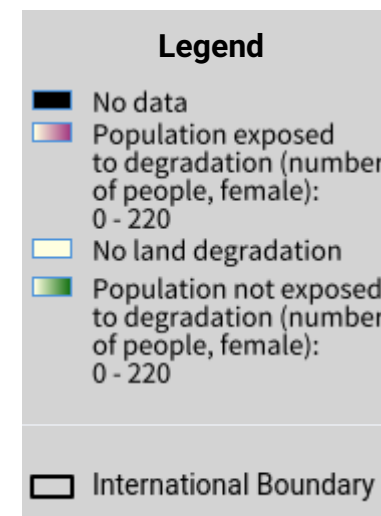 Legend
No data
Population exposed
to degradation (number
of people, female):
0 - 220
No land degradation
Population not exposed
to degradation (number
of people, female):
0 - 220
International Boundary